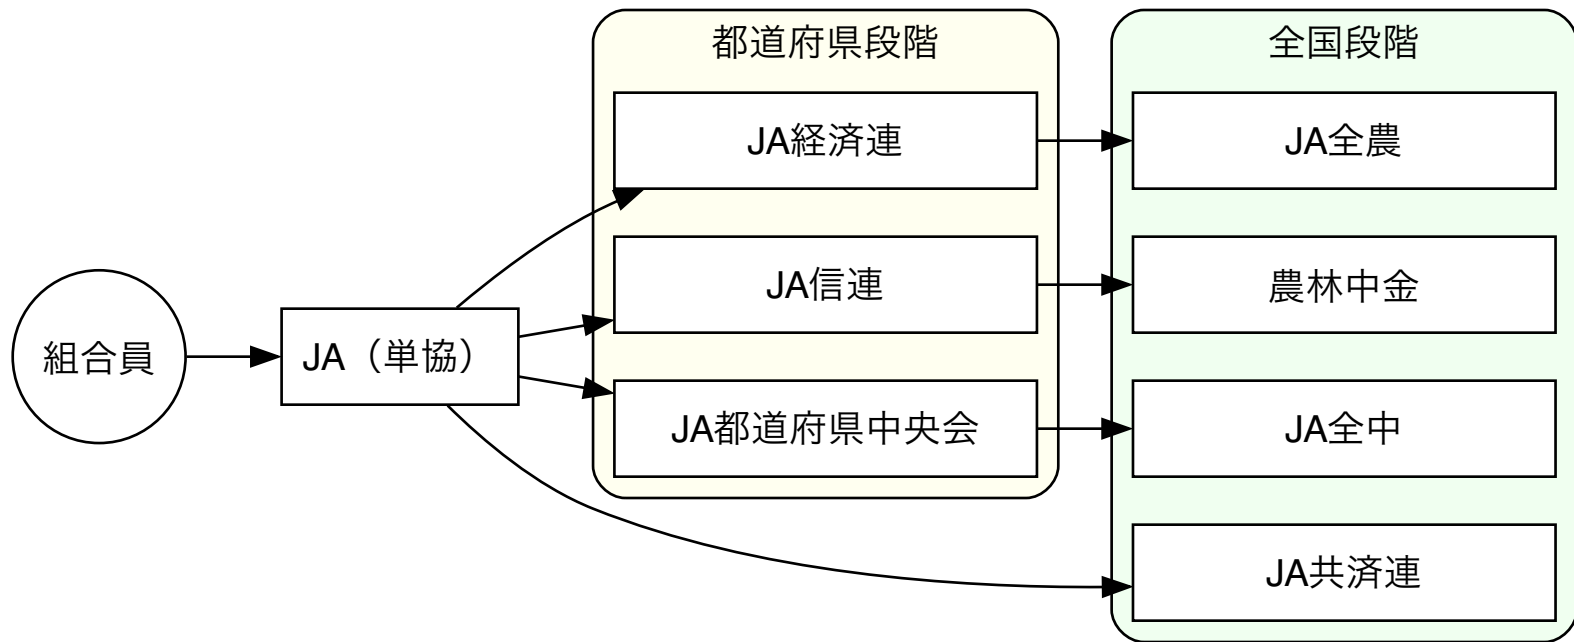 都道府県段階
全国段階
JA経済連
JA全農
JA信連
農林中金
組合員
JA（単協）
JA都道府県中央会
JA全中
JA共済連